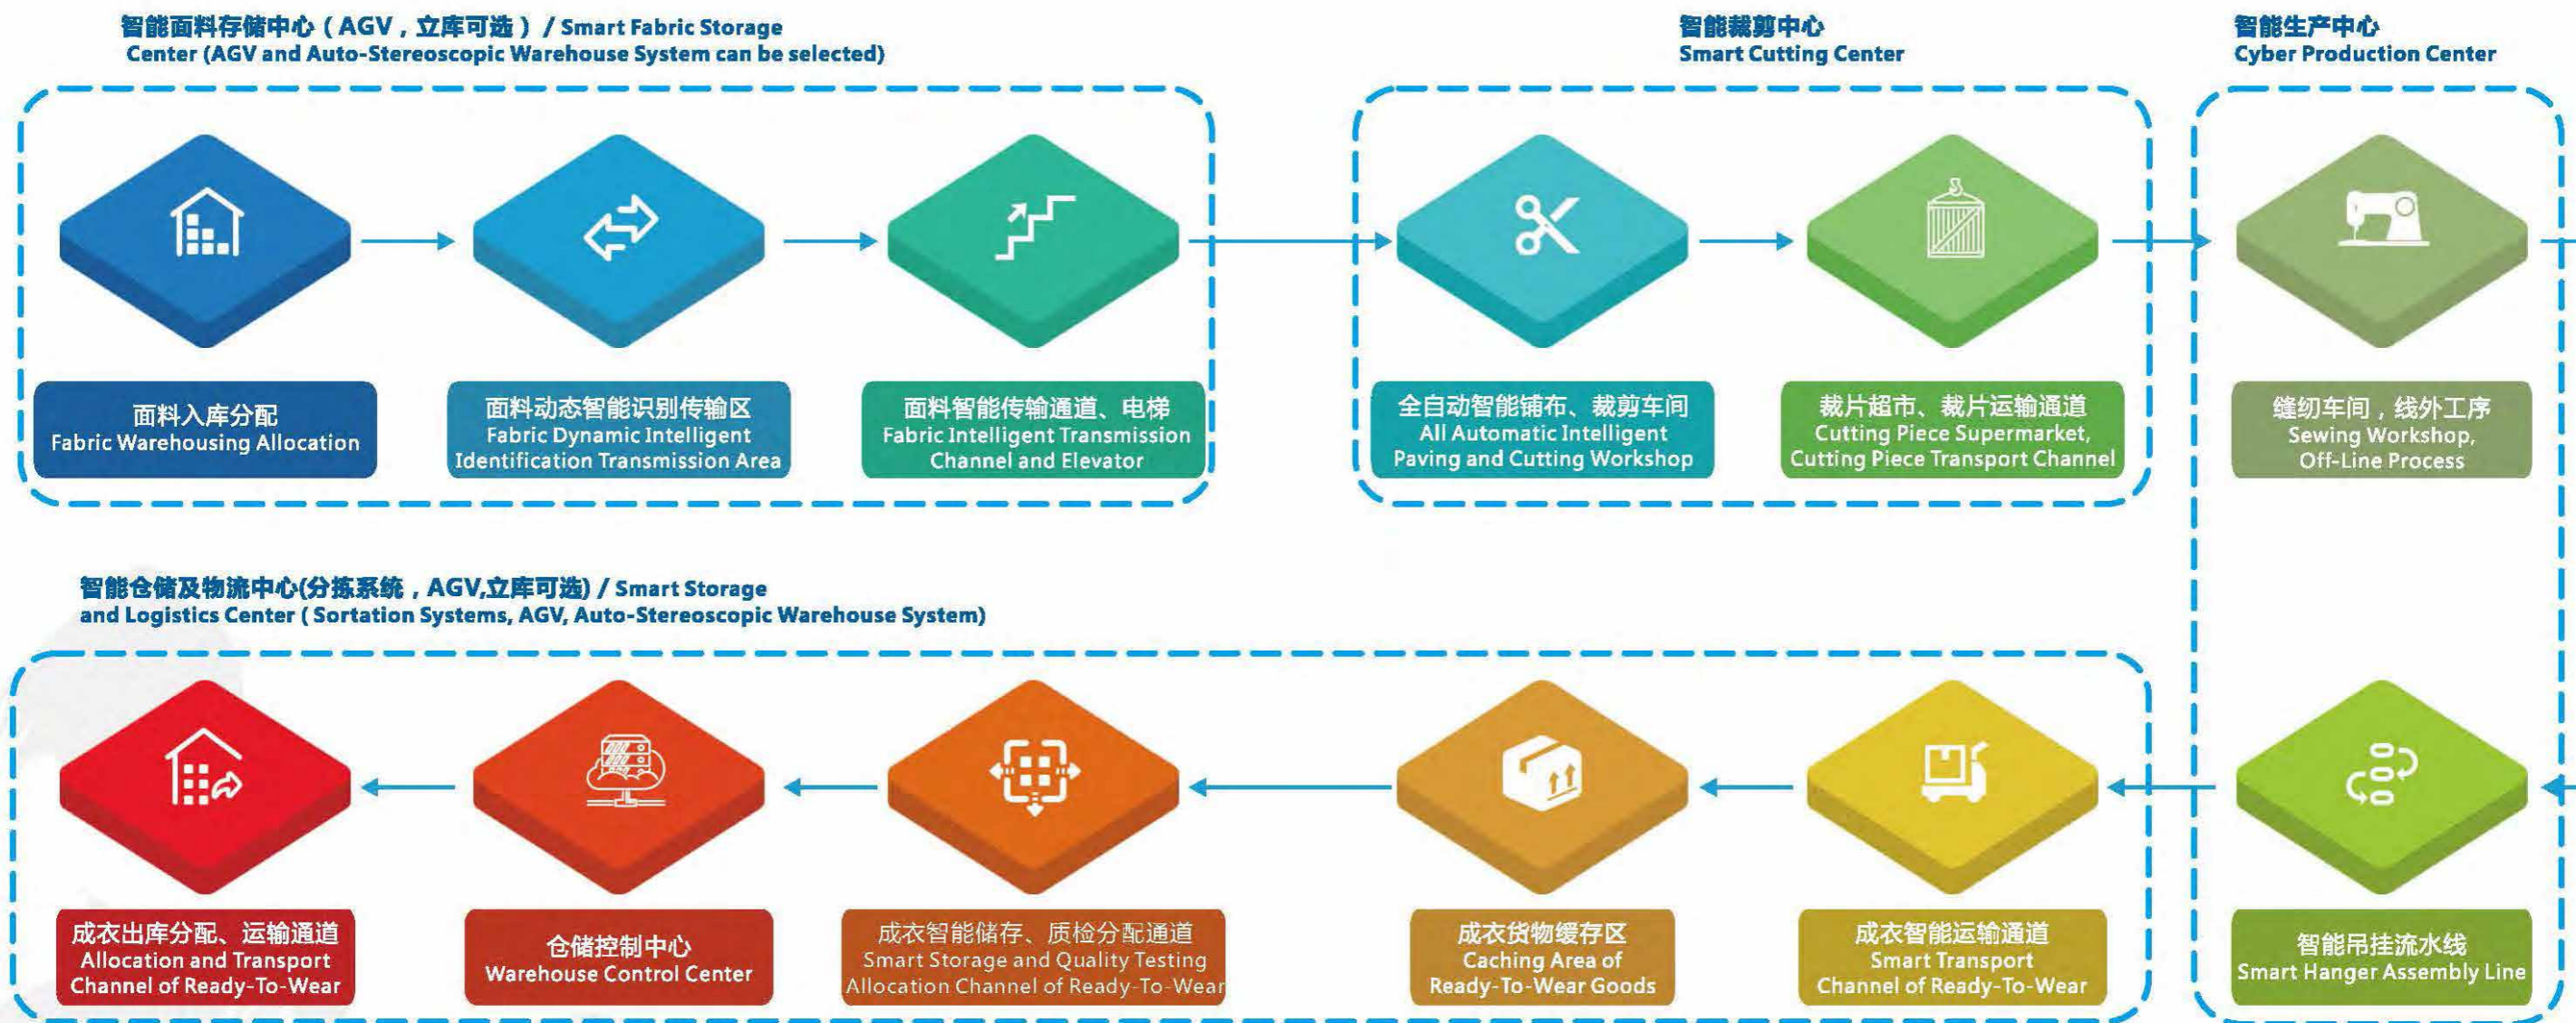 智能面料存储中心（AGV，立库可选）/ Smart Fabric Storage
Center (AGV and Auto-Stereoscopic Warehouse System can be selected)
智能裁剪中心
Smart Cutting Center
智能生产中心
Cyber Production Center
面料入库分配
Fabric Warehousing Allocation
面料动态智能识别传输区
Fabric Dynamic Intelligent
Identification Transmission Area
面料智能传输通道、电梯
Fabric Intelligent Transmission
Channel and Elevator
全自动智能铺布、裁剪车间
All Automatic Intelligent
Paving and Cutting Workshop
裁片超市、裁片运输通道
Cutting Piece Supermarket,
Cutting Piece Transport Channel
缝纫车间，线外工序
Sewing Workshop,
Off-Line Process
智能仓储及物流中心(分拣系统，AGV,立库可选) / Smart Storage
and Logistics Center ( Sortation Systems, AGV, Auto-Stereoscopic Warehouse System)
成衣出库分配、运输通道
Allocation and Transport
Channel of Ready-To-Wear
仓储控制中心
Warehouse Control Center
成衣智能储存、质检分配通道
Smart Storage and Quality Testing
Allocation Channel of Ready-To-Wear
成衣货物缓存区
Caching Area of
Ready-To-Wear Goods
成衣智能运输通道
Smart Transport
Channel of Ready-To-Wear
智能吊挂流水线
Smart Hanger Assembly Line